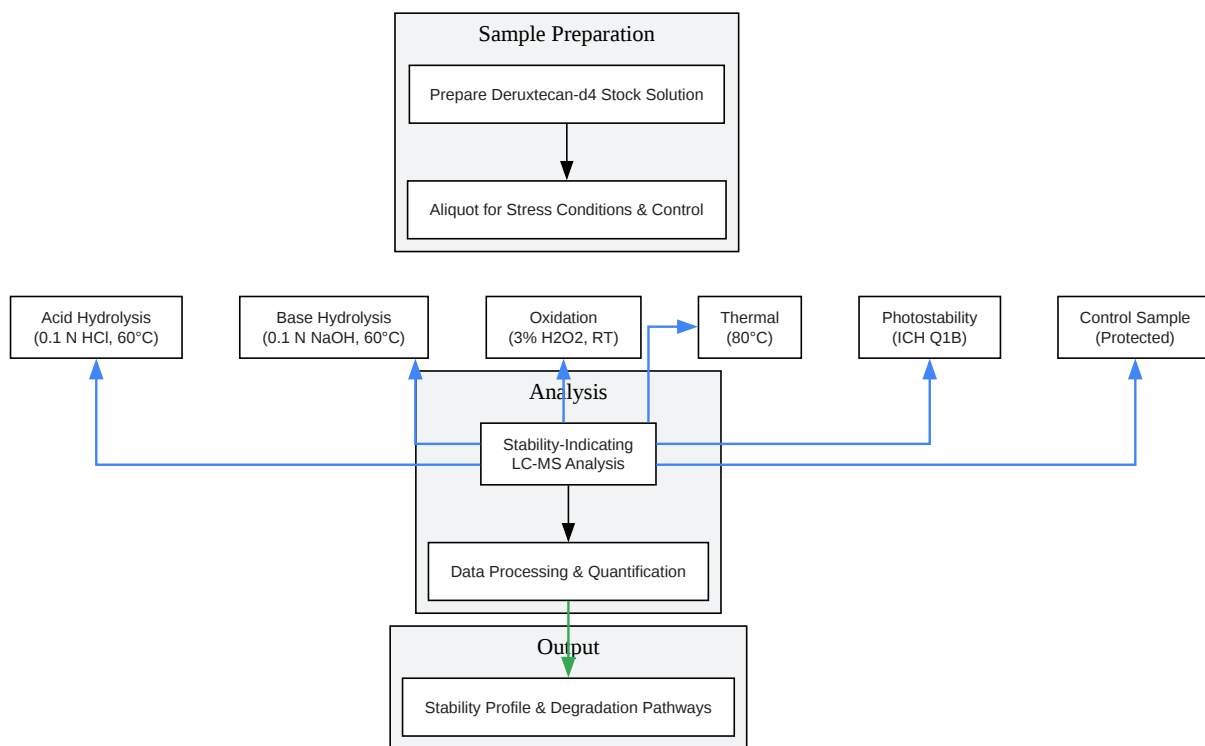 Sample Preparation
Prepare Deruxtecan-d4 Stock Solution
Aliquot for Stress Conditions & Control
Acid Hydrolysis
(0.1 N HCl, 60°C)
Base Hydrolysis
(0.1 N NaOH, 60°C)
Oxidation
(3% H2O2, RT)
Thermal
(80°C)
Photostability
(ICH Q1B)
Control Sample
(Protected)
Analysis
Stability-Indicating
LC-MS Analysis
Data Processing & Quantification
Output
Stability Profile & Degradation Pathways